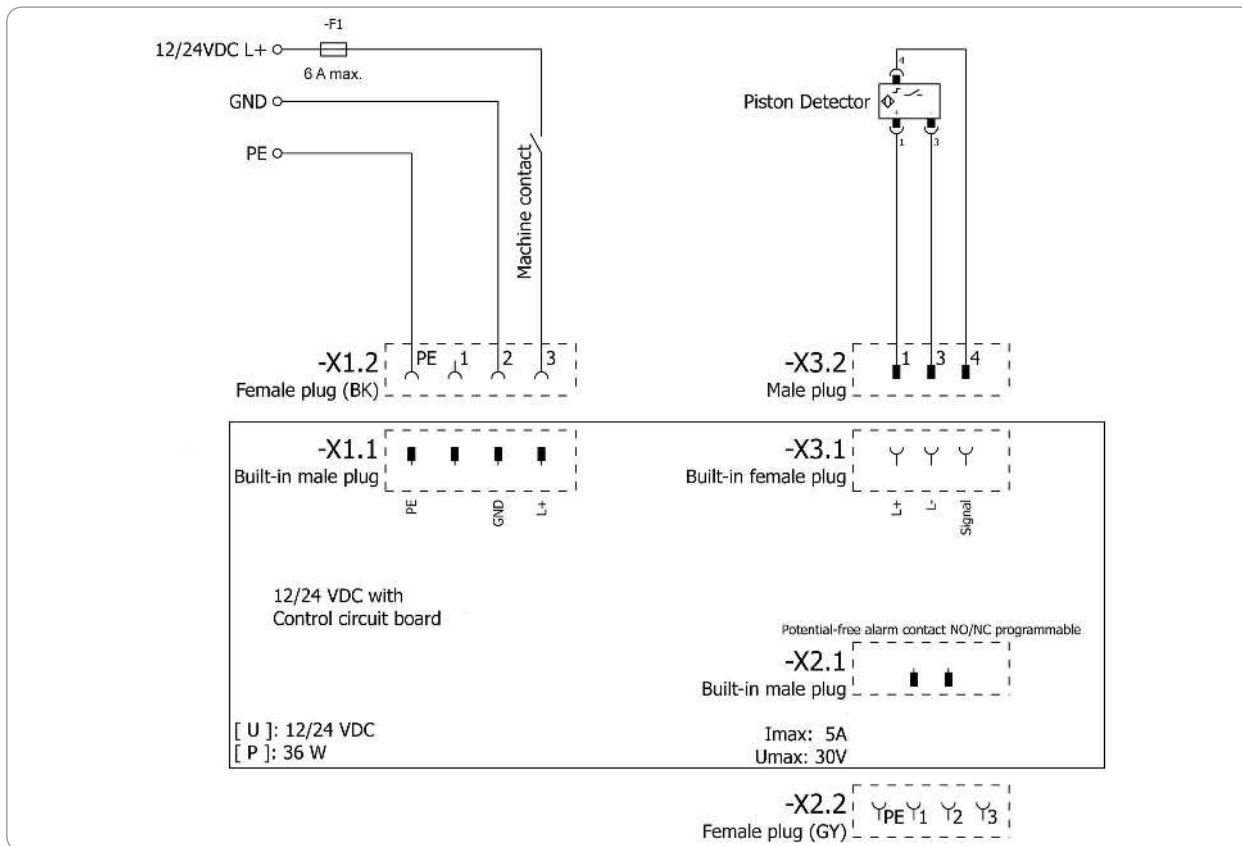 -F1
12/24VDC L+
6 A max.
GND
PE
Machine contact
4
Piston Detector
1 3
-X1.2 PE 1 2 3
Female plug (BK)
-X3.2 1 3 4
Male plug
-X1.1
Built-in male plug
PE GND L+
-X3.1
Built-in female plug
L+ L- Signal
12/24 VDC with
Control circuit board
Potential-free alarm contact NO/NC programmable
-X2.1
Built-in male plug
[ U ]: 12/24 VDC
[ P ]: 36 W
Imax: 5A
Umax: 30V
-X2.2 PE 1 2 3
Female plug (GY)